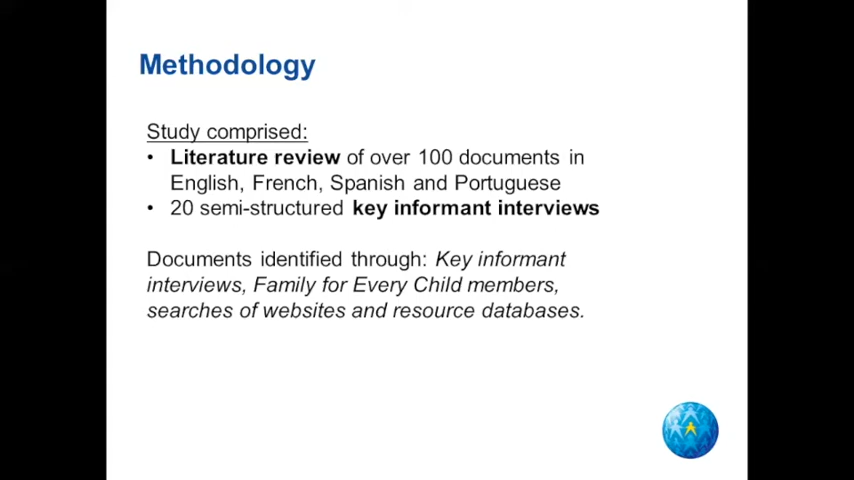 Methodology
Study comprised:
• Literature review of over 100 documents in
English, French, Spanish and Portuguese
• 20 semi-structured key informant interviews
Documents identified through: Key informant
interviews, Family for Every Child members,
searches of websites and resource databases.